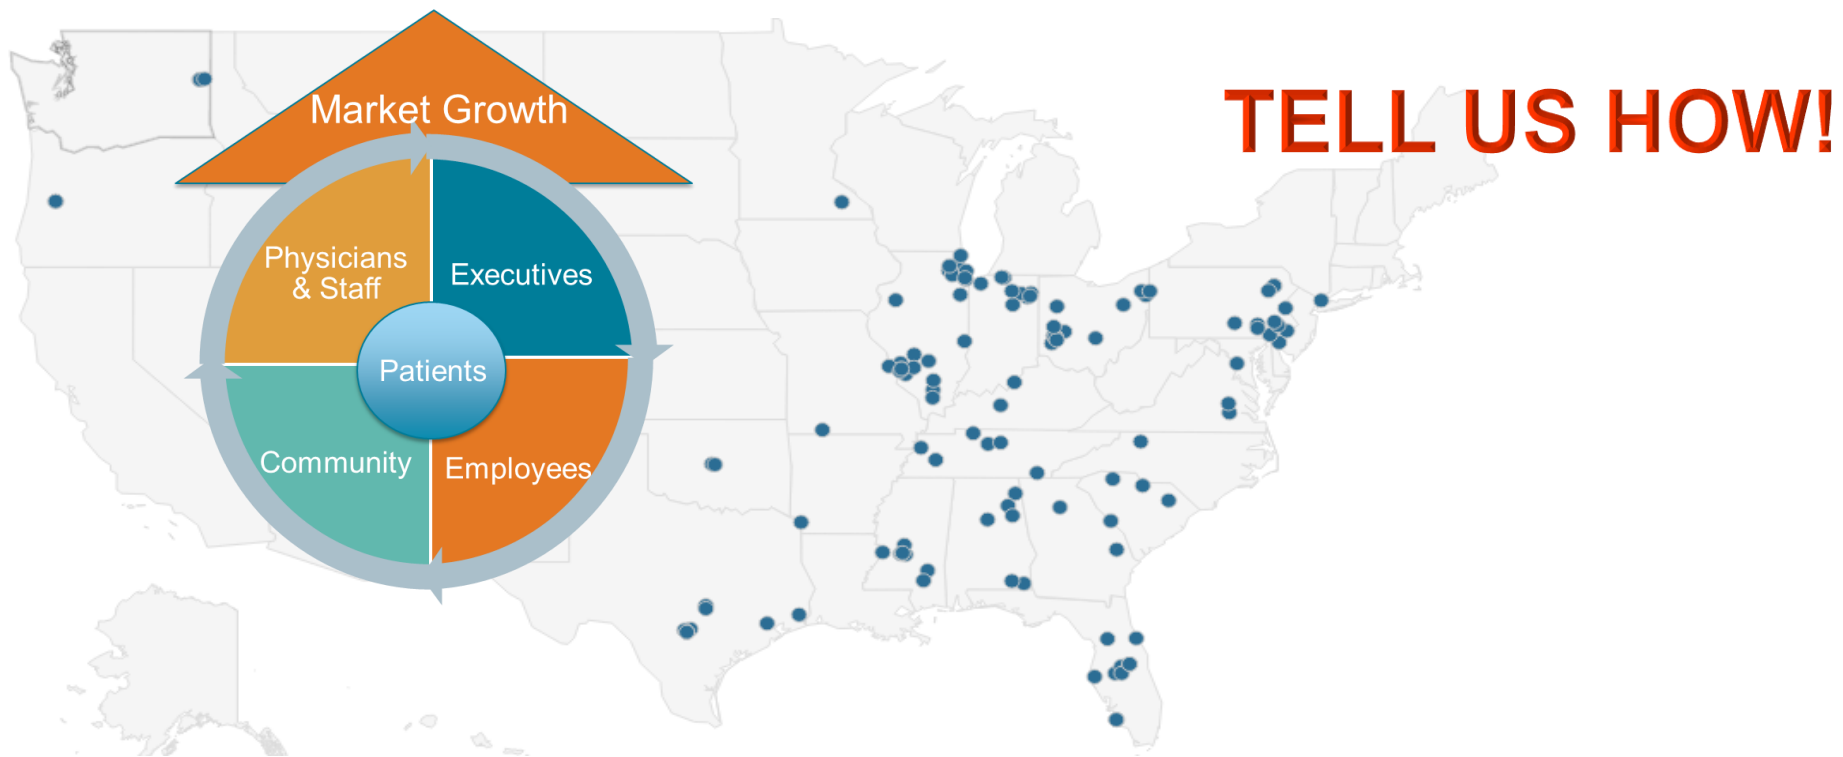 TELL US HOW!
Market Growth
Physicians
& Staff
Executives
Patients
Community
Employees